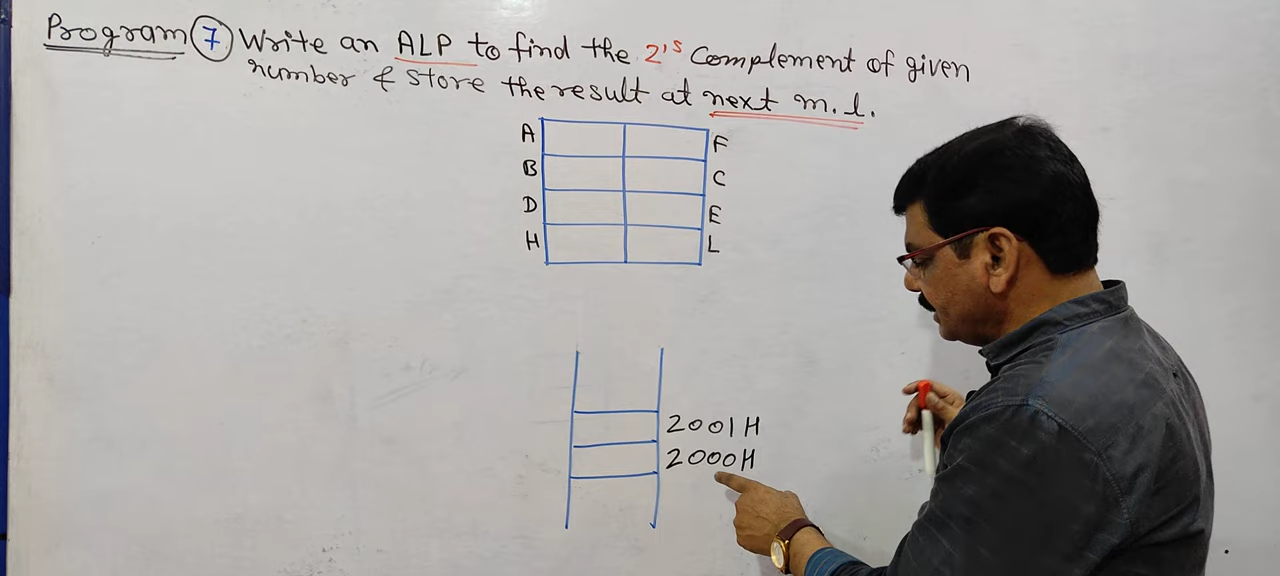 Program 7 Write an ALP to find the 2's Complement of given
number & store the result at next m.l.
A F
B C
D E
H L
2001H
2000H